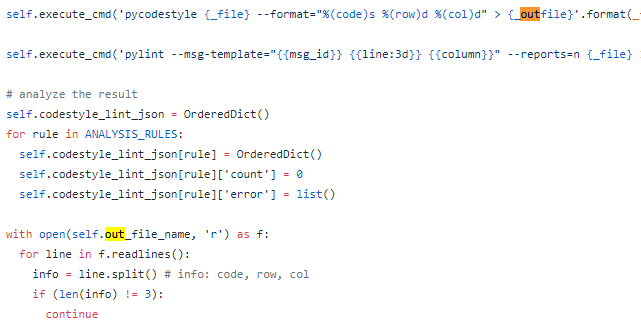 self.execute_cmd('pycodestyle {_file} --format="%(code)s %(row)d %(col)d" > {_outfile}'.format(_
self.execute_cmd('pylint --msg-template="{{msg_id}} {{line:3d}} {{column}}" --reports=n {_file}
# analyze the result
self.codestyle_lint_json = OrderedDict()
for rule in ANALYSIS_RULES:
self.codestyle_lint_json[rule] = OrderedDict()
self.codestyle_lint_json[rule]['count'] = 0
self.codestyle_lint_json[rule]['error'] = list()
with open(self.out_file_name, 'r') as f:
for line in f.readlines():
info = line.split() # info: code, row, col
if (len(info) != 3):
continue